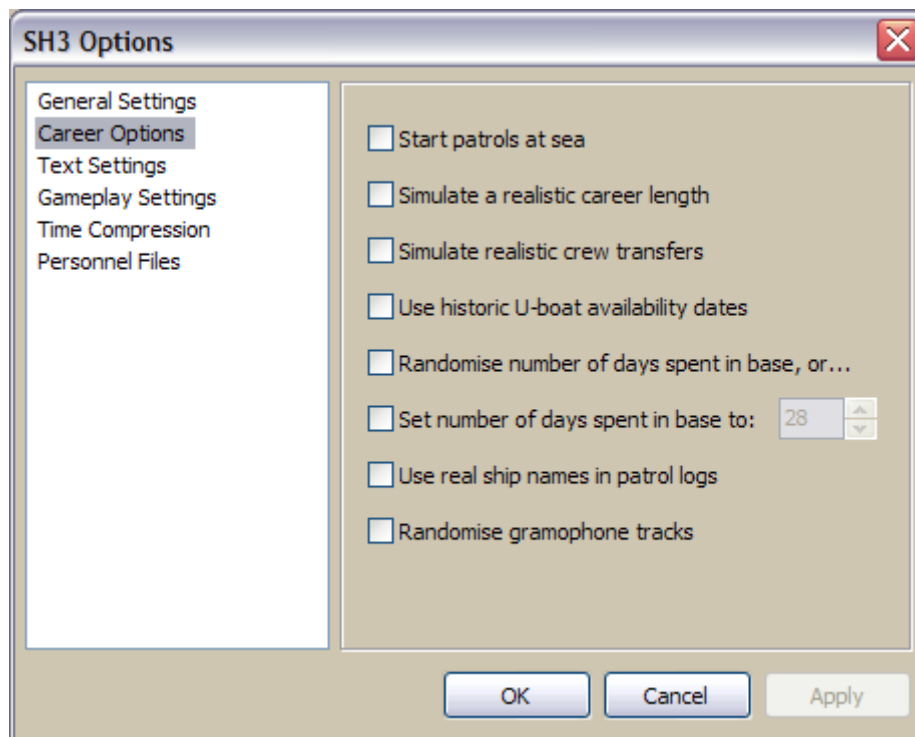 SH3 Options
General Settings
Career Options
Text Settings
Gameplay Settings
Time Compression
Personnel Files
Start patrols at sea
Simulate a realistic career length
Simulate realistic crew transfers
Use historic U-boat availability dates
Randomise number of days spent in base, or...
Set number of days spent in base to: 28
Use real ship names in patrol logs
Randomise gramophone tracks
OK Cancel Apply